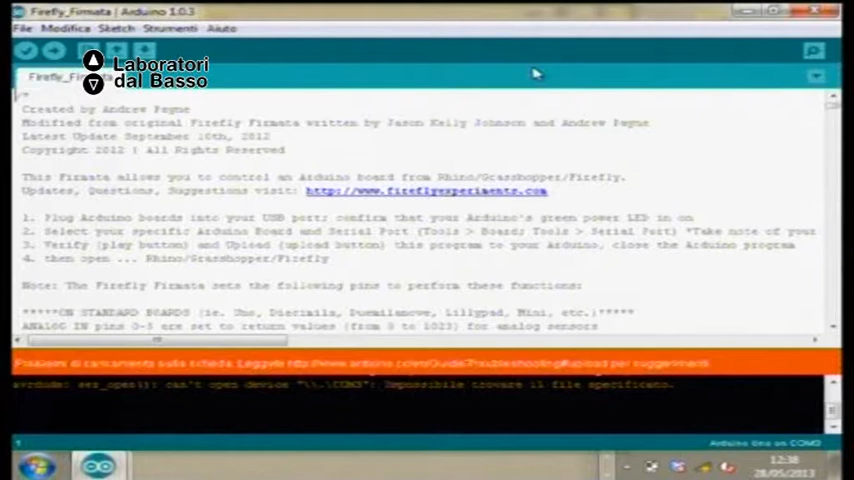 Firefly_Firmata | Arduino 1.0.3
File Modifica Sketch Strumenti Aiuto
Laboratori
dal Basso
Firefly_Firmata
/*
Created by Andrew Payne
Modified from original Firefly Firmata written by Jason Kelly Johnson and Andrew Payne
Latest Update September 10th, 2012
Copyright 2012 | All Rights Reserved
This Firmata allows you to control an Arduino board from Rhino/Grasshopper/Firefly.
Updates, Questions, Suggestions visit: http://www.fireflyexperiments.com
1. Plug Arduino boards into your USB port; confirm that your Arduino's green power LED in on
2. Select your specific Arduino Board and Serial Port (Tools > Board; Tools > Serial Port) *Take note of your
3. Verify (play button) and Upload (upload button) this program to your Arduino, close the Arduino program
4. then open ... Rhino/Grasshopper/Firefly
Note: The Firefly Firmata sets the following pins to perform these functions:
*****ON STANDARD BOARDS (ie. Uno, Diecimila, Duemilanove, Lillypad, Mini, etc.)*****
ANALOG IN pins 0-5 are set to return values (from 0 to 1023) for analog sensors
Problemi di caricamento sulla scheda. Leggete http://www.arduino.cc/en/Guide/Troubleshooting#upload per suggerimenti
avrdude: ser_open(): can't open device "\\.\COM3": Impossibile trovare il file specificato.
1
Arduino Uno on COM3
12:38
28/05/2013